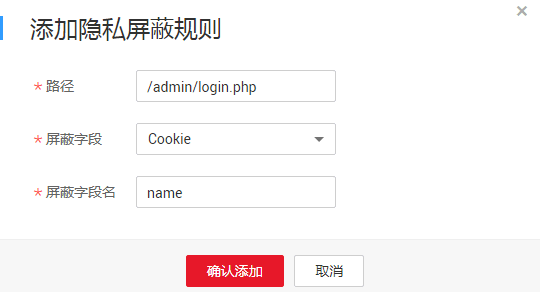 添加隐私屏蔽规则
* 路径 /admin/login.php
* 屏蔽字段 Cookie
* 屏蔽字段名 name
确认添加 取消